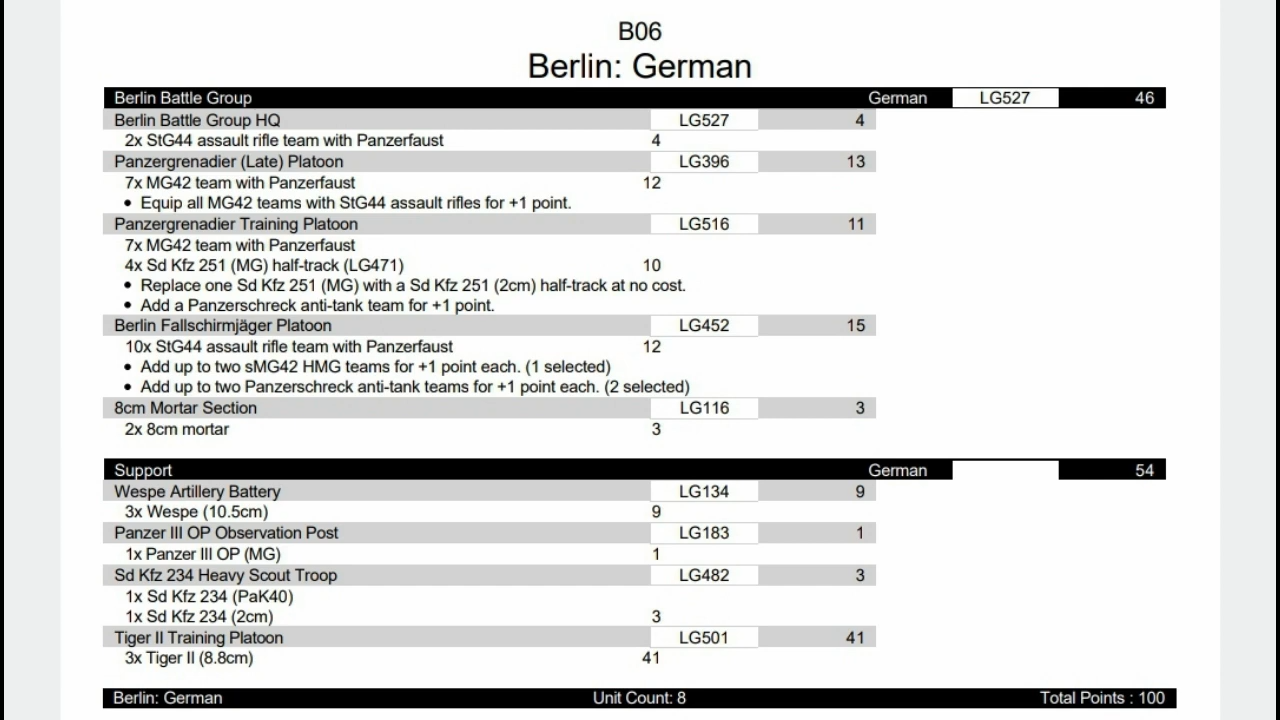 B06
Berlin: German
Berlin Battle Group German LG527 46
Berlin Battle Group HQ LG527 4
2x StG44 assault rifle team with Panzerfaust 4
Panzergrenadier (Late) Platoon LG396 13
7x MG42 team with Panzerfaust 12
• Equip all MG42 teams with StG44 assault rifles for +1 point.
Panzergrenadier Training Platoon LG516 11
7x MG42 team with Panzerfaust
4x Sd Kfz 251 (MG) half-track (LG471) 10
• Replace one Sd Kfz 251 (MG) with a Sd Kfz 251 (2cm) half-track at no cost.
• Add a Panzerschreck anti-tank team for +1 point.
Berlin Fallschirmjäger Platoon LG452 15
10x StG44 assault rifle team with Panzerfaust 12
• Add up to two sMG42 HMG teams for +1 point each. (1 selected)
• Add up to two Panzerschreck anti-tank teams for +1 point each. (2 selected)
8cm Mortar Section LG116 3
2x 8cm mortar 3
Support German 54
Wespe Artillery Battery LG134 9
3x Wespe (10.5cm) 9
Panzer III OP Observation Post LG183 1
1x Panzer III OP (MG) 1
Sd Kfz 234 Heavy Scout Troop LG482 3
1x Sd Kfz 234 (PaK40)
1x Sd Kfz 234 (2cm) 3
Tiger II Training Platoon LG501 41
3x Tiger II (8.8cm) 41
Berlin: German Unit Count: 8 Total Points : 100